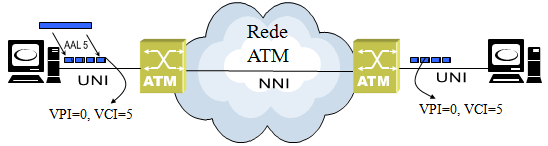 AAL 5
UNI
VPI=0, VCI=5
ATM
Rede
ATM
NNI
ATM
UNI
VPI=0, VCI=5